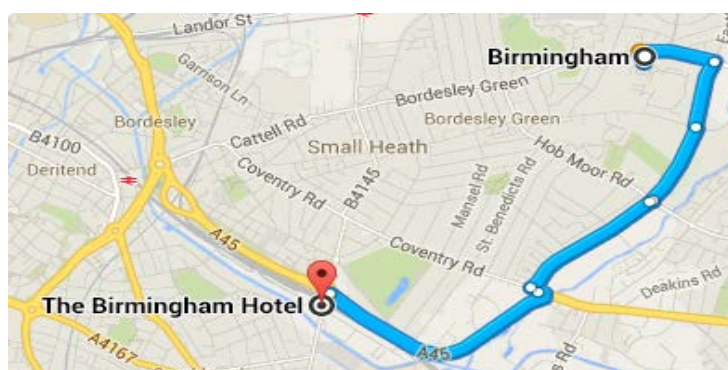 Landor St
Birmingham
Garrison Ln
Bordesley Green
Bordesley
Bordesley Green
Cattell Rd
B4100
Small Heath
Hob Moor Rd
Deritend
Coventry Rd
B4145
Mansel Rd
St. Benedicts Rd
A45
Coventry Rd
Deakins Rd
The Birmingham Hotel
A4167
A45